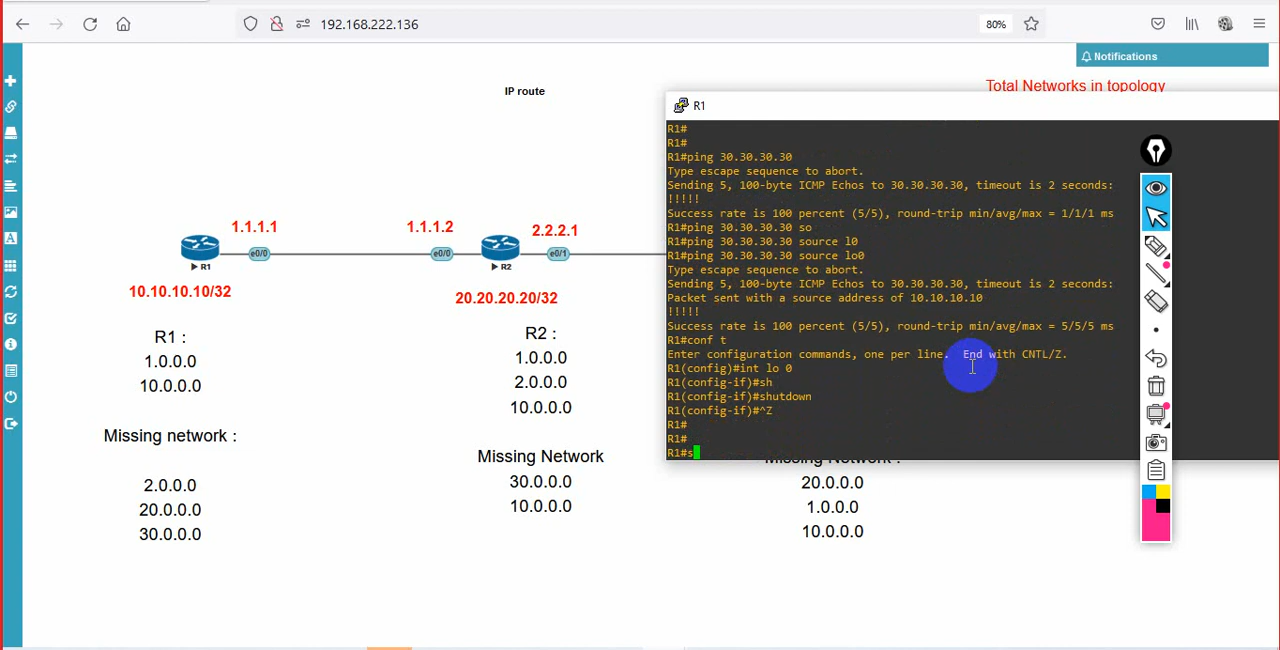 192.168.222.136
80%
Notifications
IP route
Total Networks in topology
R1
R1#
R1#
R1#ping 30.30.30.30
Type escape sequence to abort.
Sending 5, 100-byte ICMP Echos to 30.30.30.30, timeout is 2 seconds:
!!!!!
Success rate is 100 percent (5/5), round-trip min/avg/max = 1/1/1 ms
R1#ping 30.30.30.30 so
R1#ping 30.30.30.30 source l0
R1#ping 30.30.30.30 source lo0
Type escape sequence to abort.
Sending 5, 100-byte ICMP Echos to 30.30.30.30, timeout is 2 seconds:
Packet sent with a source address of 10.10.10.10
!!!!!
Success rate is 100 percent (5/5), round-trip min/avg/max = 5/5/5 ms
R1#conf t
Enter configuration commands, one per line.  End with CNTL/Z.
R1(config)#int lo 0
R1(config-if)#sh
R1(config-if)#shutdown
R1(config-if)#^Z
R1#
R1#
R1#s
1.1.1.1
1.1.1.2
2.2.2.1
e0/0
e0/0
e0/1
R1
R2
10.10.10.10/32
20.20.20.20/32
R1 :
1.0.0.0
10.0.0.0
Missing network :
2.0.0.0
20.0.0.0
30.0.0.0
R2 :
1.0.0.0
2.0.0.0
10.0.0.0
Missing Network
30.0.0.0
10.0.0.0
Missing Network :
20.0.0.0
1.0.0.0
10.0.0.0